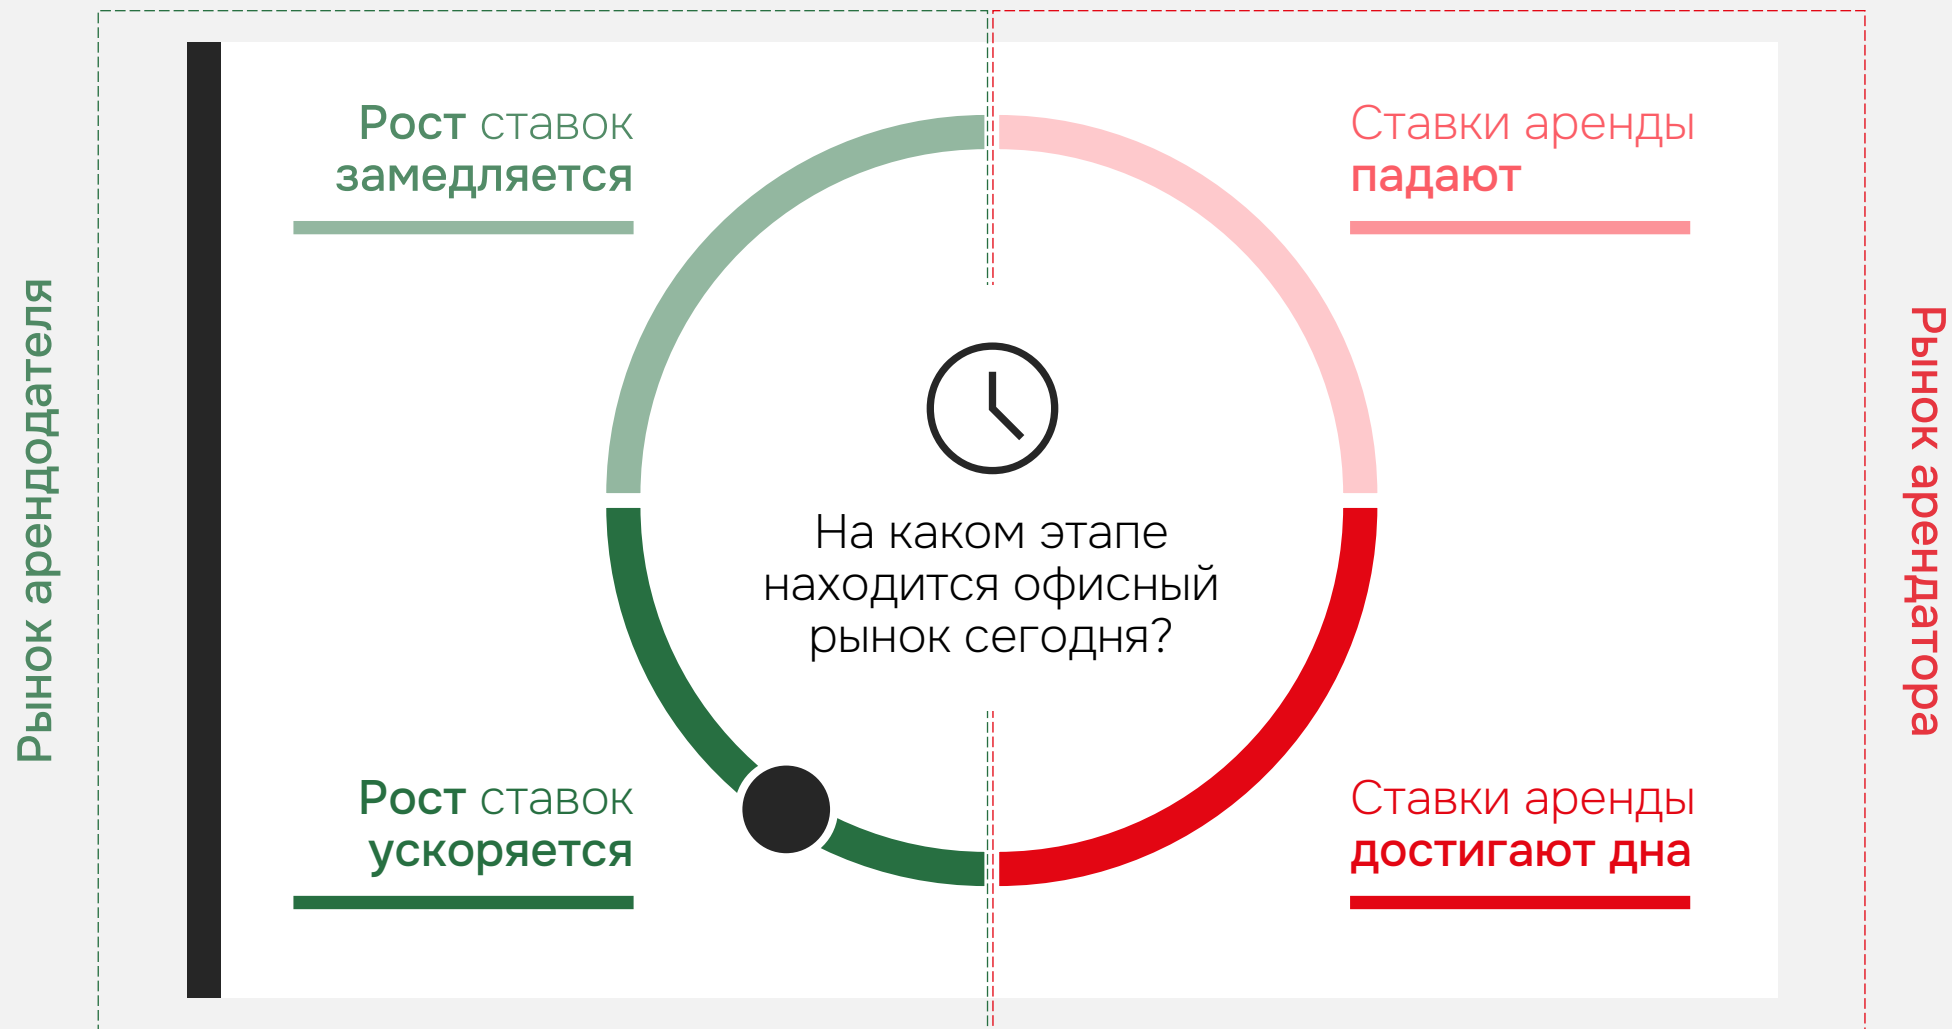 Рынок арендодателя
Рост ставок
замедляется
Ставки аренды
падают
На каком этапе
находится офисный
рынок сегодня?
Рост ставок
ускоряется
Ставки аренды
достигают дна
Рынок арендатора